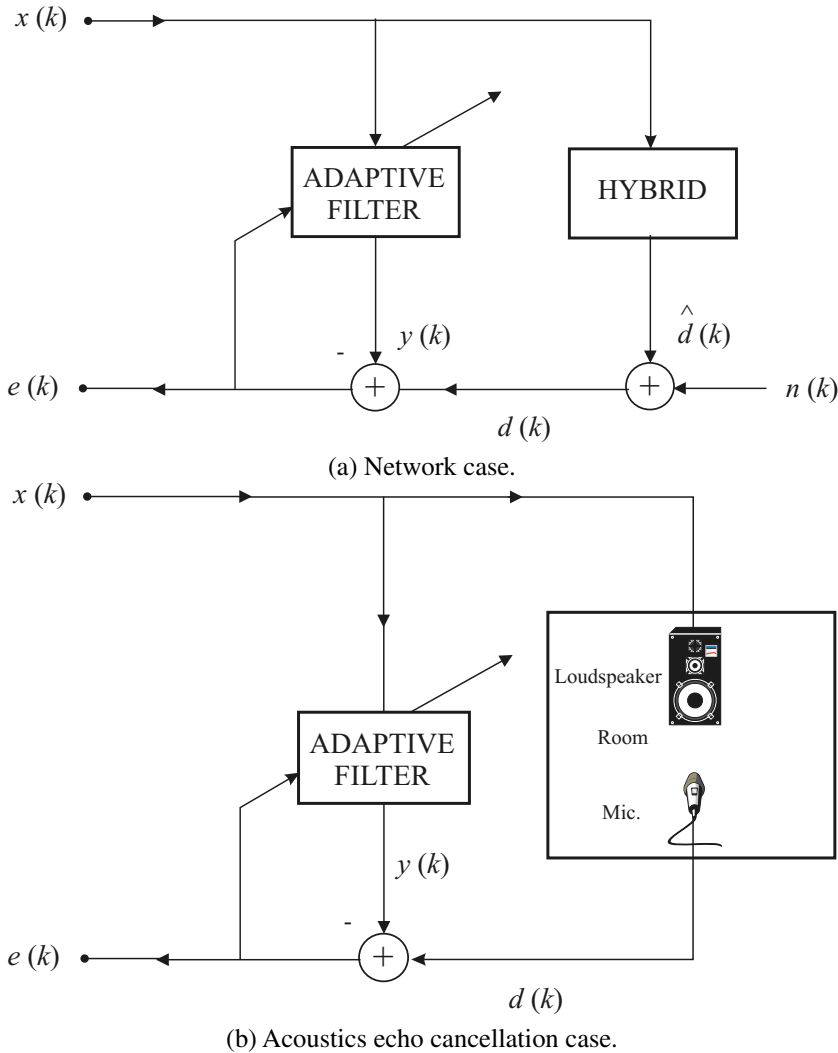 x (k)
ADAPTIVE
FILTER
HYBRID
-
y (k)
^
d (k)
e (k)
+
+
n (k)
d (k)
(a) Network case.
x (k)
Loudspeaker
Room
Mic.
ADAPTIVE
FILTER
y (k)
-
e (k)
+
d (k)
(b) Acoustics echo cancellation case.